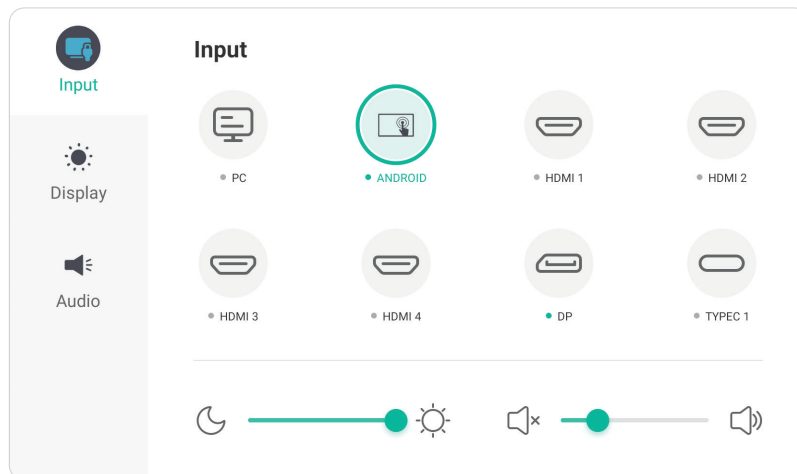 Input
Input
PC
ANDROID
HDMI 1
HDMI 2
Display
HDMI 3
HDMI 4
DP
TYPEC 1
Audio